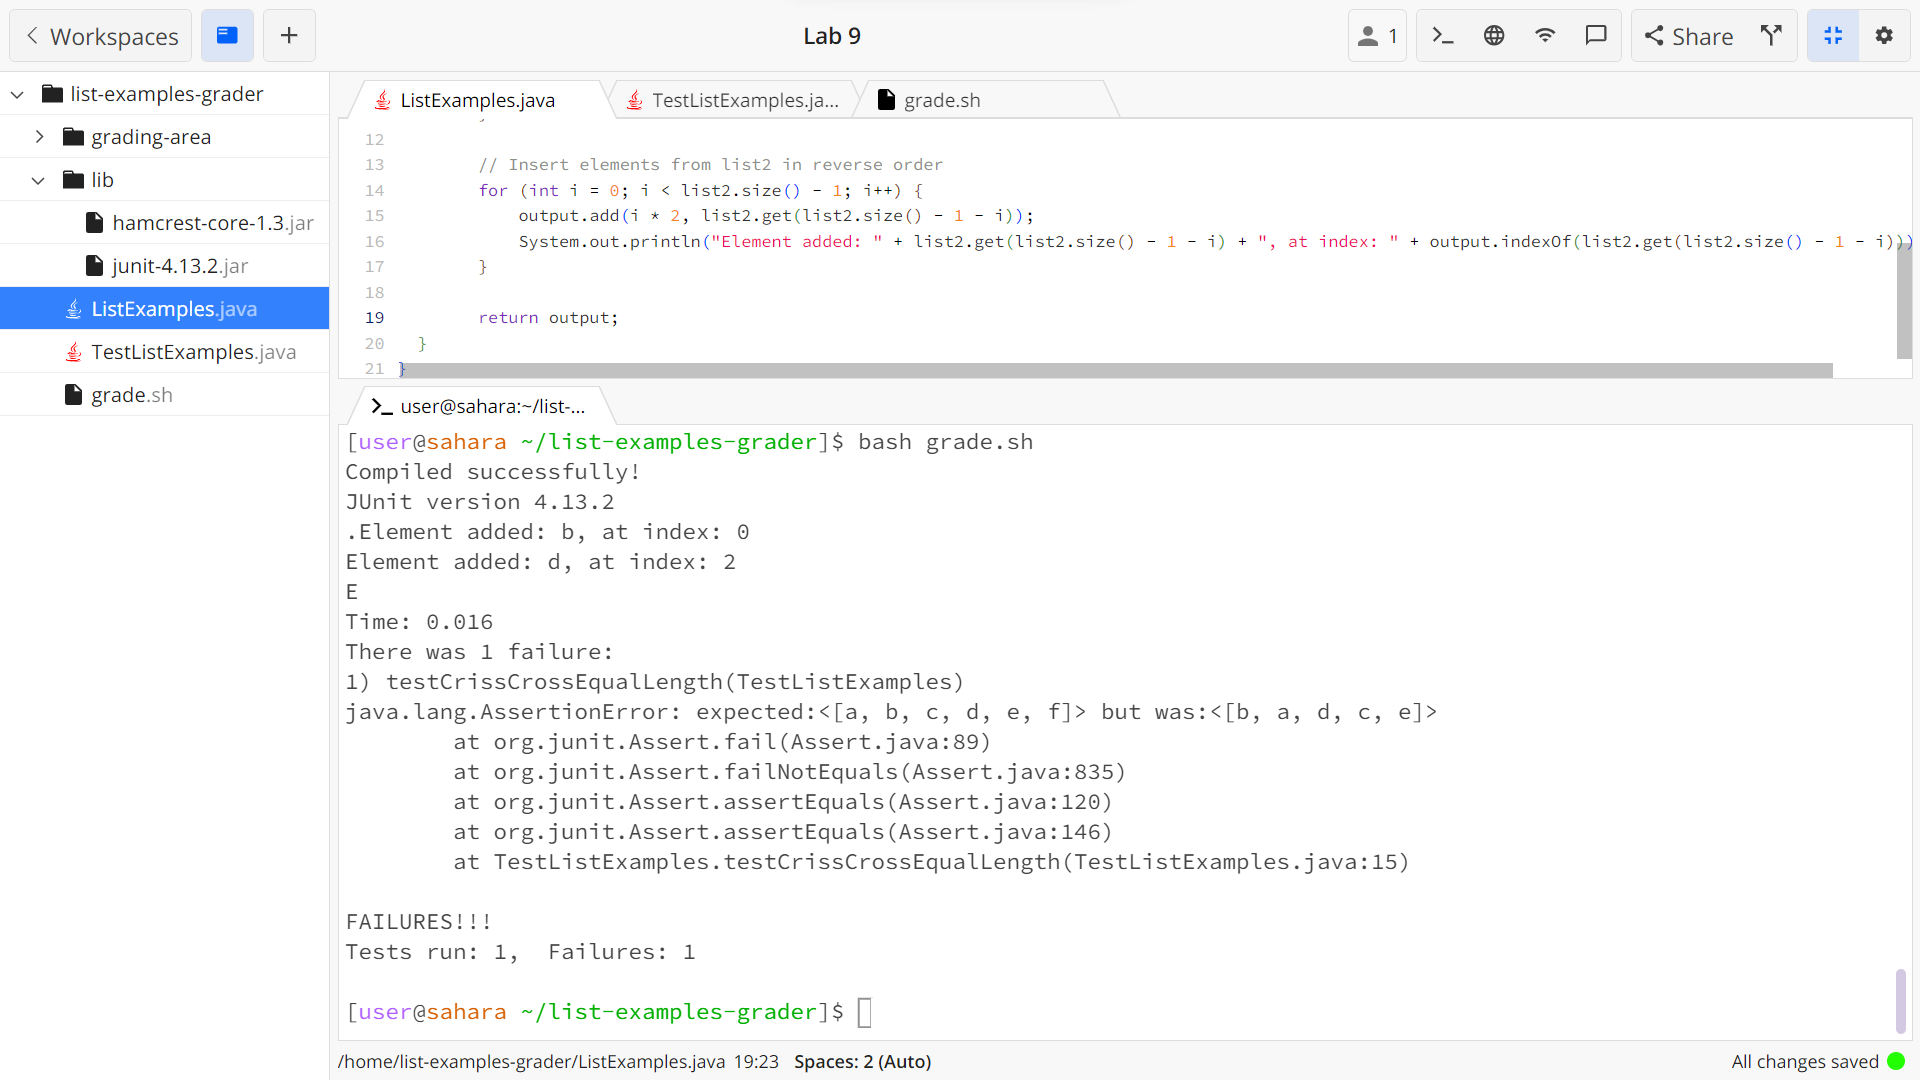 Workspaces
Lab 9
1
Share
list-examples-grader
grading-area
lib
hamcrest-core-1.3.jar
junit-4.13.2.jar
ListExamples.java
TestListExamples.java
grade.sh
ListExamples.java
TestListExamples.ja...
grade.sh
12
13 // Insert elements from list2 in reverse order
14 for (int i = 0; i < list2.size() - 1; i++) {
15 output.add(i * 2, list2.get(list2.size() - 1 - i));
16 System.out.println("Element added: " + list2.get(list2.size() - 1 - i) + ", at index: " + output.indexOf(list2.get(list2.size() - 1 - i)))
17 }
18
19 return output;
20 }
21 }
user@sahara:~/list-...
[user@sahara ~/list-examples-grader]$ bash grade.sh
Compiled successfully!
JUnit version 4.13.2
.Element added: b, at index: 0
Element added: d, at index: 2
E
Time: 0.016
There was 1 failure:
1) testCrissCrossEqualLength(TestListExamples)
java.lang.AssertionError: expected:<[a, b, c, d, e, f]> but was:<[b, a, d, c, e]>
at org.junit.Assert.fail(Assert.java:89)
at org.junit.Assert.failNotEquals(Assert.java:835)
at org.junit.Assert.assertEquals(Assert.java:120)
at org.junit.Assert.assertEquals(Assert.java:146)
at TestListExamples.testCrissCrossEqualLength(TestListExamples.java:15)
FAILURES!!!
Tests run: 1,  Failures: 1
[user@sahara ~/list-examples-grader]$
/home/list-examples-grader/ListExamples.java 19:23 Spaces: 2 (Auto)
All changes saved